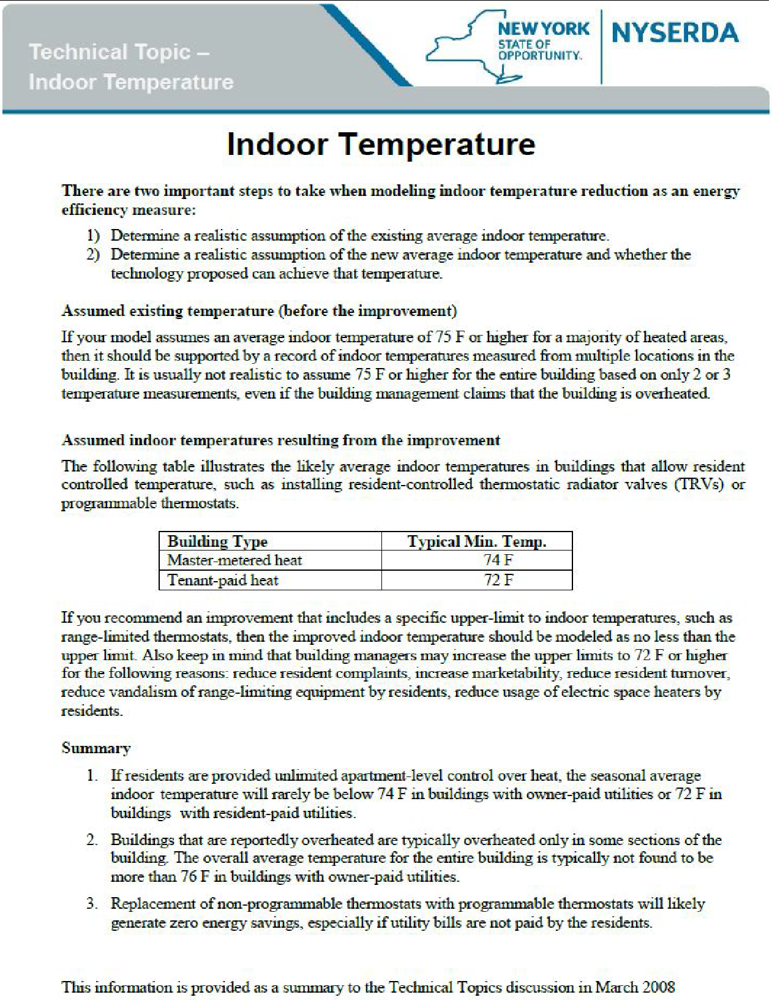 Technical Topic –
Indoor Temperature
NEW YORK
STATE OF
OPPORTUNITY.
NYSERDA
Indoor Temperature
There are two important steps to take when modeling indoor temperature reduction as an energy
efficiency measure:
1) Determine a realistic assumption of the existing average indoor temperature.
2) Determine a realistic assumption of the new average indoor temperature and whether the
technology proposed can achieve that temperature.
Assumed existing temperature (before the improvement)
If your model assumes an average indoor temperature of 75 F or higher for a majority of heated areas,
then it should be supported by a record of indoor temperatures measured from multiple locations in the
building. It is usually not realistic to assume 75 F or higher for the entire building based on only 2 or 3
temperature measurements, even if the building management claims that the building is overheated.
Assumed indoor temperatures resulting from the improvement
The following table illustrates the likely average indoor temperatures in buildings that allow resident
controlled temperature, such as installing resident-controlled thermostatic radiator valves (TRVs) or
programmable thermostats.
Building Type Typical Min. Temp.
Master-metered heat 74 F
Tenant-paid heat 72 F
If you recommend an improvement that includes a specific upper-limit to indoor temperatures, such as
range-limited thermostats, then the improved indoor temperature should be modeled as no less than the
upper limit. Also keep in mind that building managers may increase the upper limits to 72 F or higher
for the following reasons: reduce resident complaints, increase marketability, reduce resident turnover,
reduce vandalism of range-limiting equipment by residents, reduce usage of electric space heaters by
residents.
Summary
1. If residents are provided unlimited apartment-level control over heat, the seasonal average
indoor temperature will rarely be below 74 F in buildings with owner-paid utilities or 72 F in
buildings with resident-paid utilities.
2. Buildings that are reportedly overheated are typically overheated only in some sections of the
building. The overall average temperature for the entire building is typically not found to be
more than 76 F in buildings with owner-paid utilities.
3. Replacement of non-programmable thermostats with programmable thermostats will likely
generate zero energy savings, especially if utility bills are not paid by the residents.
This information is provided as a summary to the Technical Topics discussion in March 2008